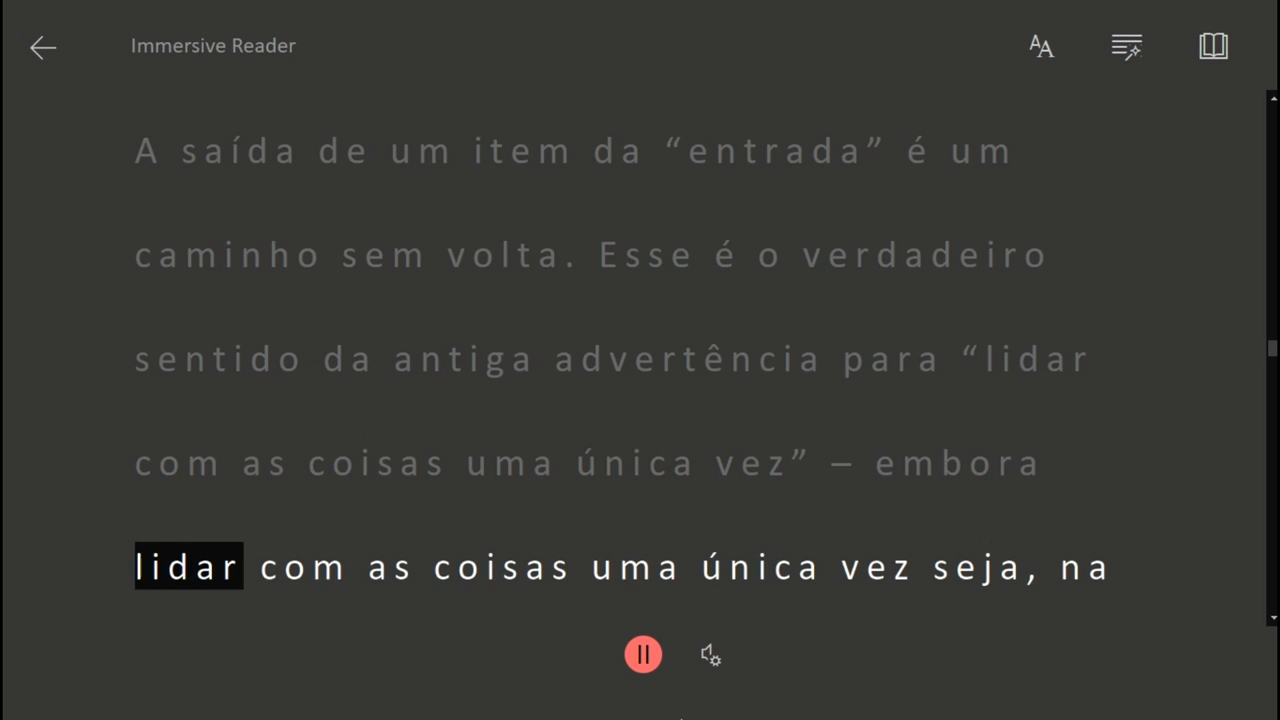 Immersive Reader
A saída de um item da “entrada” é um
caminho sem volta. Esse é o verdadeiro
sentido da antiga advertência para “lidar
com as coisas uma única vez” – embora
lidar com as coisas uma única vez seja, na